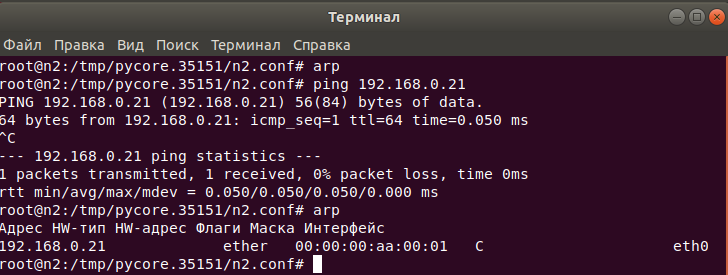 Терминал
Файл Правка Вид Поиск Терминал Справка
root@n2:/tmp/pycore.35151/n2.conf# arp
root@n2:/tmp/pycore.35151/n2.conf# ping 192.168.0.21
PING 192.168.0.21 (192.168.0.21) 56(84) bytes of data.
64 bytes from 192.168.0.21: icmp_seq=1 ttl=64 time=0.050 ms
^C
--- 192.168.0.21 ping statistics ---
1 packets transmitted, 1 received, 0% packet loss, time 0ms
rtt min/avg/max/mdev = 0.050/0.050/0.050/0.000 ms
root@n2:/tmp/pycore.35151/n2.conf# arp
Адрес HW-тип HW-адрес Флаги Маска Интерфейс
192.168.0.21 ether 00:00:00:aa:00:01 C eth0
root@n2:/tmp/pycore.35151/n2.conf#